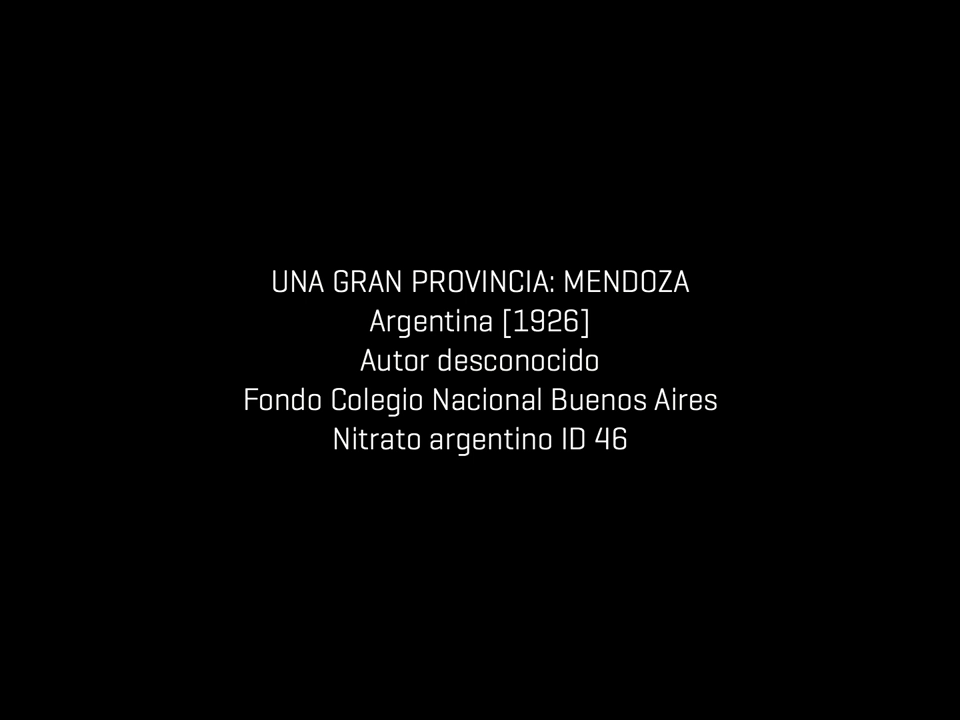 UNA GRAN PROVINCIA: MENDOZA
Argentina [1926]
Autor desconocido
Fondo Colegio Nacional Buenos Aires
Nitrato argentino ID 46